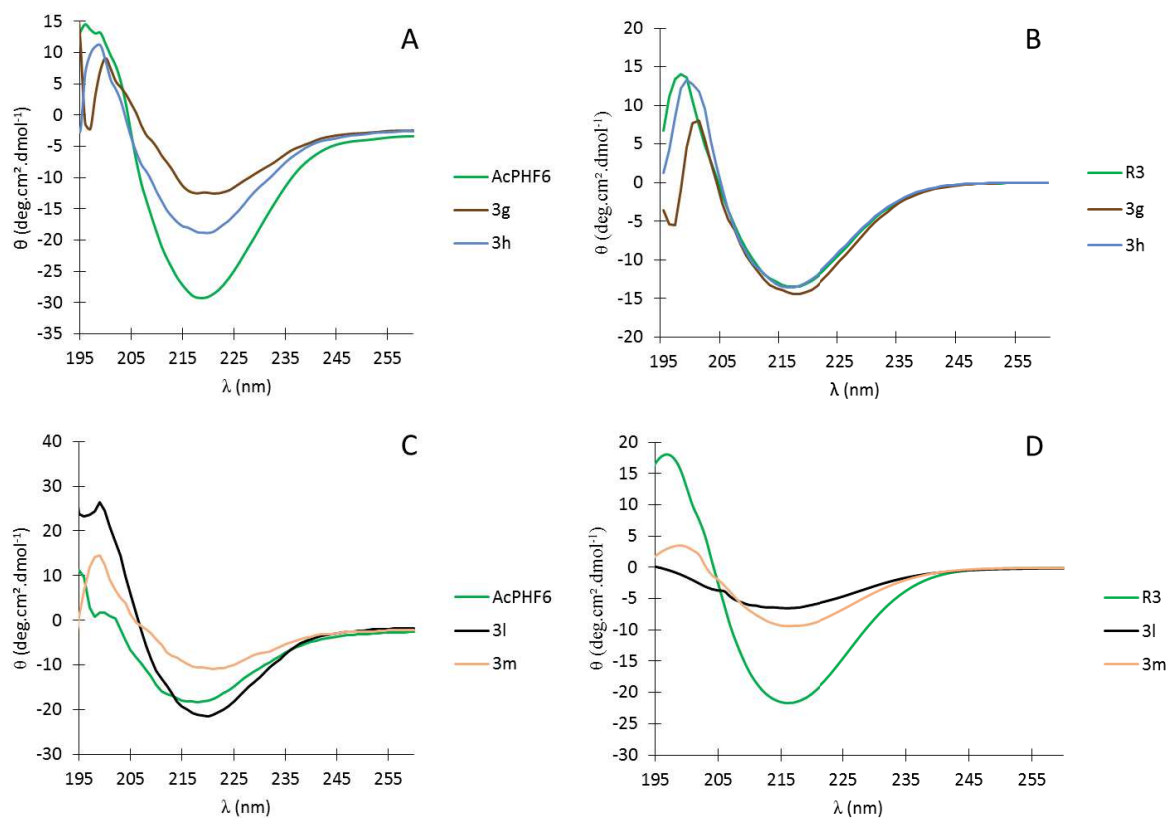 A
15
10
5
0
-5
-10
-15
-20
-25
-30
-35
195 205 215 225 235 245 255
λ (nm)
θ (deg.cm².dmol⁻¹)
AcPHF6
3g
3h
B
20
15
10
5
0
-5
-10
-15
-20
195 205 215 225 235 245 255
λ (nm)
θ (deg.cm².dmol⁻¹)
R3
3g
3h
C
40
30
20
10
0
-10
-20
-30
195 205 215 225 235 245 255
λ (nm)
θ (deg.cm².dmol⁻¹)
AcPHF6
3l
3m
D
20
15
10
5
0
-5
-10
-15
-20
-25
-30
195 205 215 225 235 245 255
λ (nm)
θ (deg.cm².dmol⁻¹)
R3
3l
3m